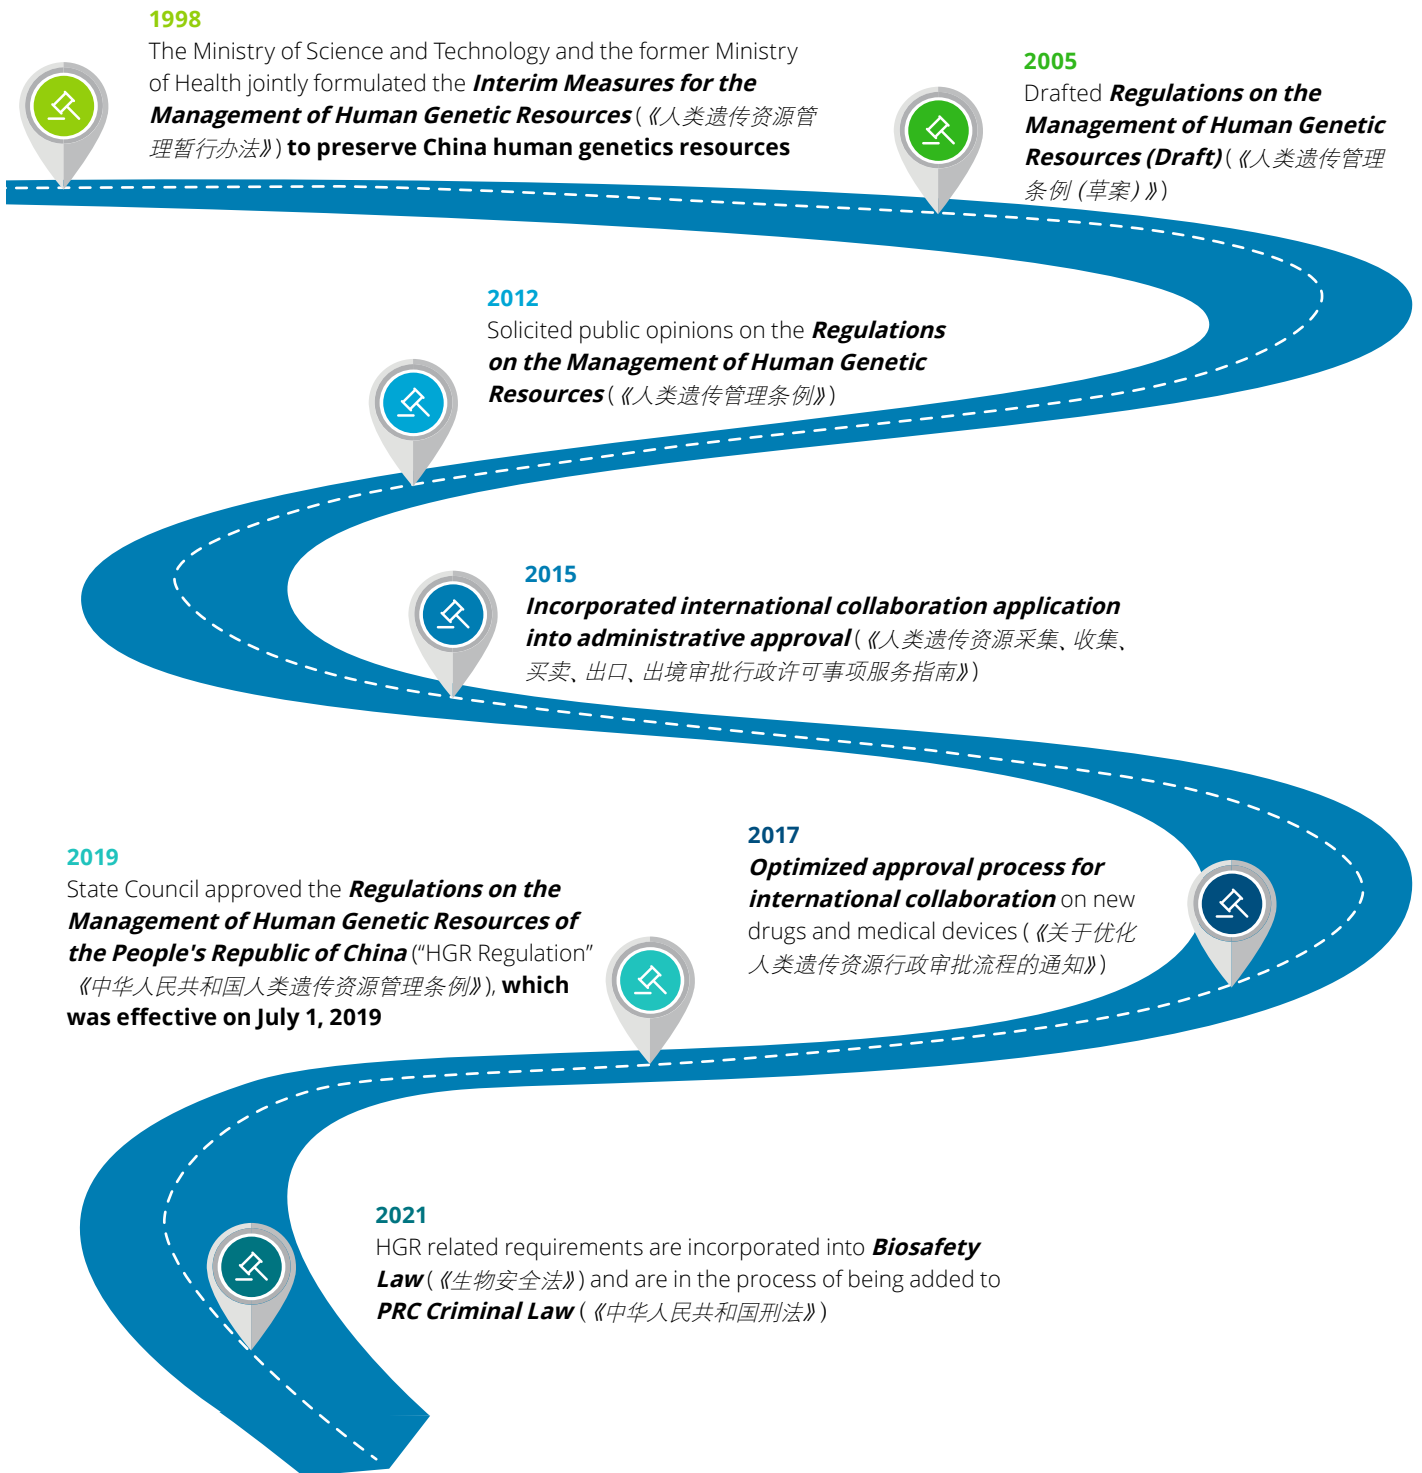 1998
The Ministry of Science and Technology and the former Ministry
of Health jointly formulated the Interim Measures for the
Management of Human Genetic Resources (《人类遗传资源管
理暂行办法》) to preserve China human genetics resources
2005
Drafted Regulations on the
Management of Human Genetic
Resources (Draft) (《人类遗传管理
条例 (草案) 》)
2012
Solicited public opinions on the Regulations
on the Management of Human Genetic
Resources (《人类遗传管理条例》)
2015
Incorporated international collaboration application
into administrative approval (《人类遗传资源采集、收集、
买卖、出口、出境审批行政许可事项服务指南》)
2017
Optimized approval process for
international collaboration on new
drugs and medical devices (《关于优化
人类遗传资源行政审批流程的通知》)
2019
State Council approved the Regulations on the
Management of Human Genetic Resources of
the People's Republic of China (“HGR Regulation”
《中华人民共和国人类遗传资源管理条例》), which
was effective on July 1, 2019
2021
HGR related requirements are incorporated into Biosafety
Law (《生物安全法》) and are in the process of being added to
PRC Criminal Law (《中华人民共和国刑法》)